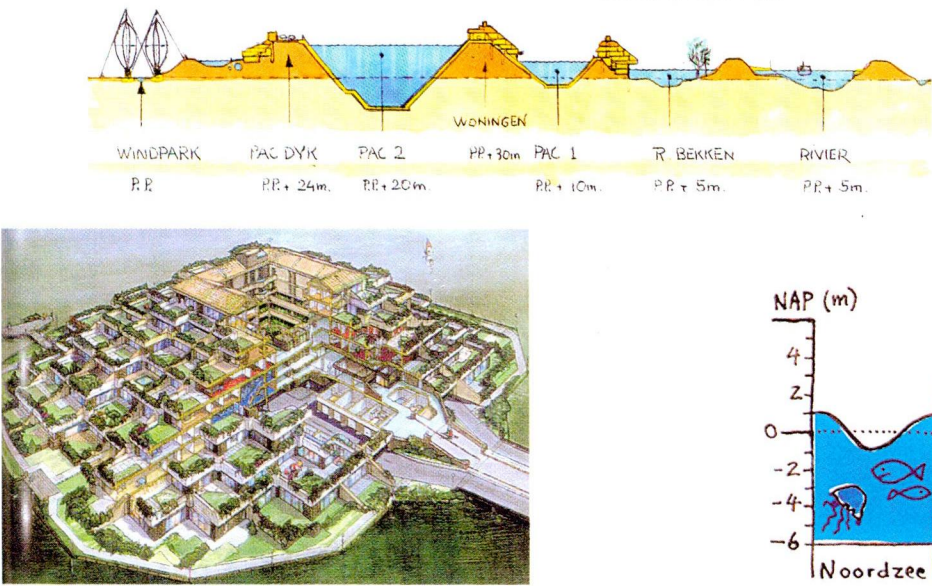 WONINGEN
WINDPARK PAC DYK PAC 2 P.P. + 30m PAC 1 R. BEKKEN RIVIER
P.P. P.P. + 24m. P.P. + 20m P.P. + 10m. P.P. + 5m. P.P. + 5m.
NAP (m)
4
2
0
-2
-4
-6
Noordzee